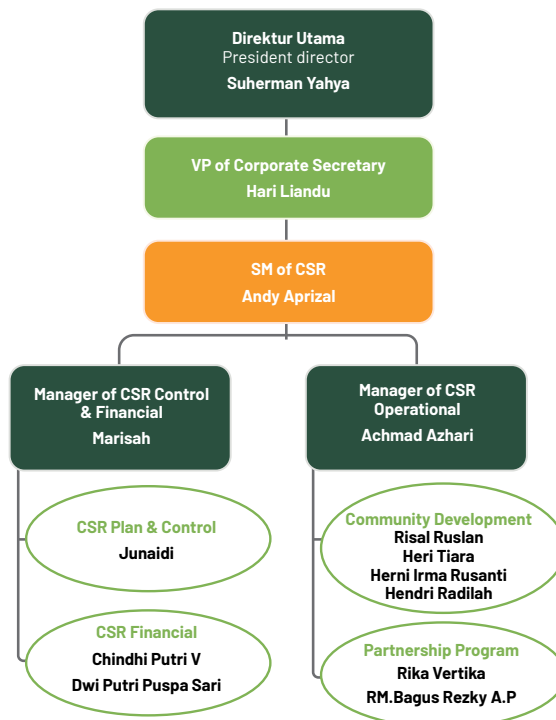 Direktur Utama
President director
Suherman Yahya
VP of Corporate Secretary
Hari Liandu
SM of CSR
Andy Aprizal
Manager of CSR Control
& Financial
Marisah
Manager of CSR
Operational
Achmad Azhari
CSR Plan & Control
Junaidi
Community Development
Risal Ruslan
Heri Tiara
Herni Irma Rusanti
Hendri Radilah
CSR Financial
Chindhi Putri V
Dwi Putri Puspa Sari
Partnership Program
Rika Vertika
RM.Bagus Rezky A.P